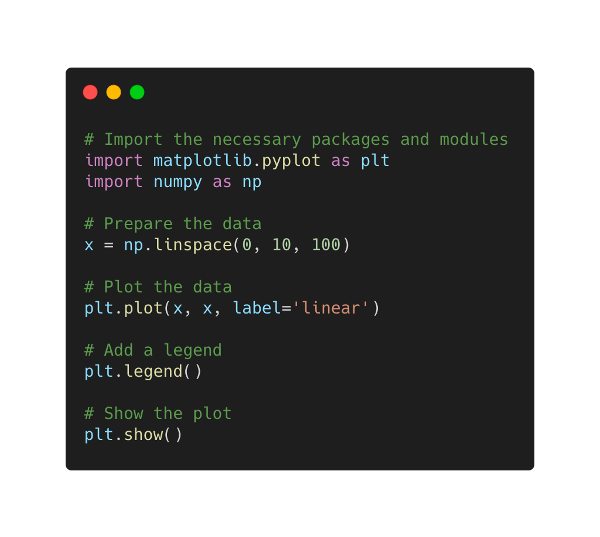 # Import the necessary packages and modules
import matplotlib.pyplot as plt
import numpy as np
# Prepare the data
x = np.linspace(0, 10, 100)
# Plot the data
plt.plot(x, x, label='linear')
# Add a legend
plt.legend()
# Show the plot
plt.show()